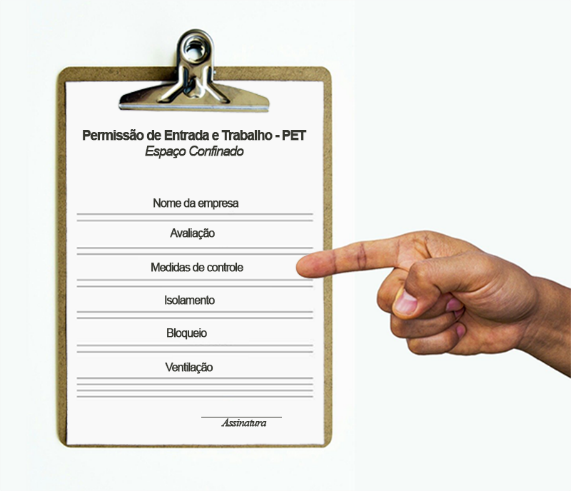 Permissão de Entrada e Trabalho - PET
Espaço Confinado
Nome da empresa
Avaliação
Medidas de controle
Isolamento
Bloqueio
Ventilação
Assinatura